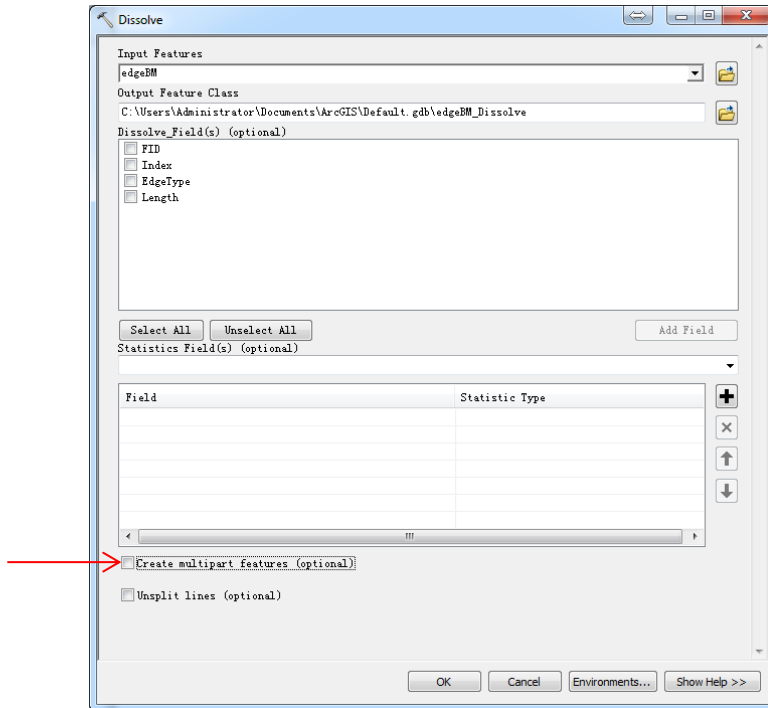 Dissolve
Input Features
edgeBM
Output Feature Class
C:\Users\Administrator\Documents\ArcGIS\Default.gdb\edgeBM_Dissolve
Dissolve_Field(s) (optional)
FID
Index
EdgeType
Length
Select All Unselect All Add Field
Statistics Field(s) (optional)
Field Statistic Type
Create multipart features (optional)
Unsplit lines (optional)
OK Cancel Environments... Show Help >>